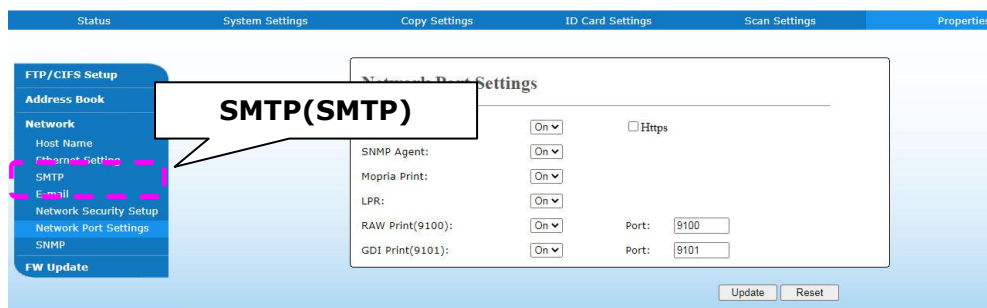 Status System Settings Copy Settings ID Card Settings Scan Settings Properties
FTP/CIFS Setup
Address Book
Network
Host Name
Ethernet Setting
SMTP
E-mail
Network Security Setup
Network Port Settings
SNMP
FW Update
SMTP(SMTP)
Network Port Settings
On Https
SNMP Agent: On
Mopria Print: On
LPR: On
RAW Print(9100): On Port: 9100
GDI Print(9101): On Port: 9101
Update Reset